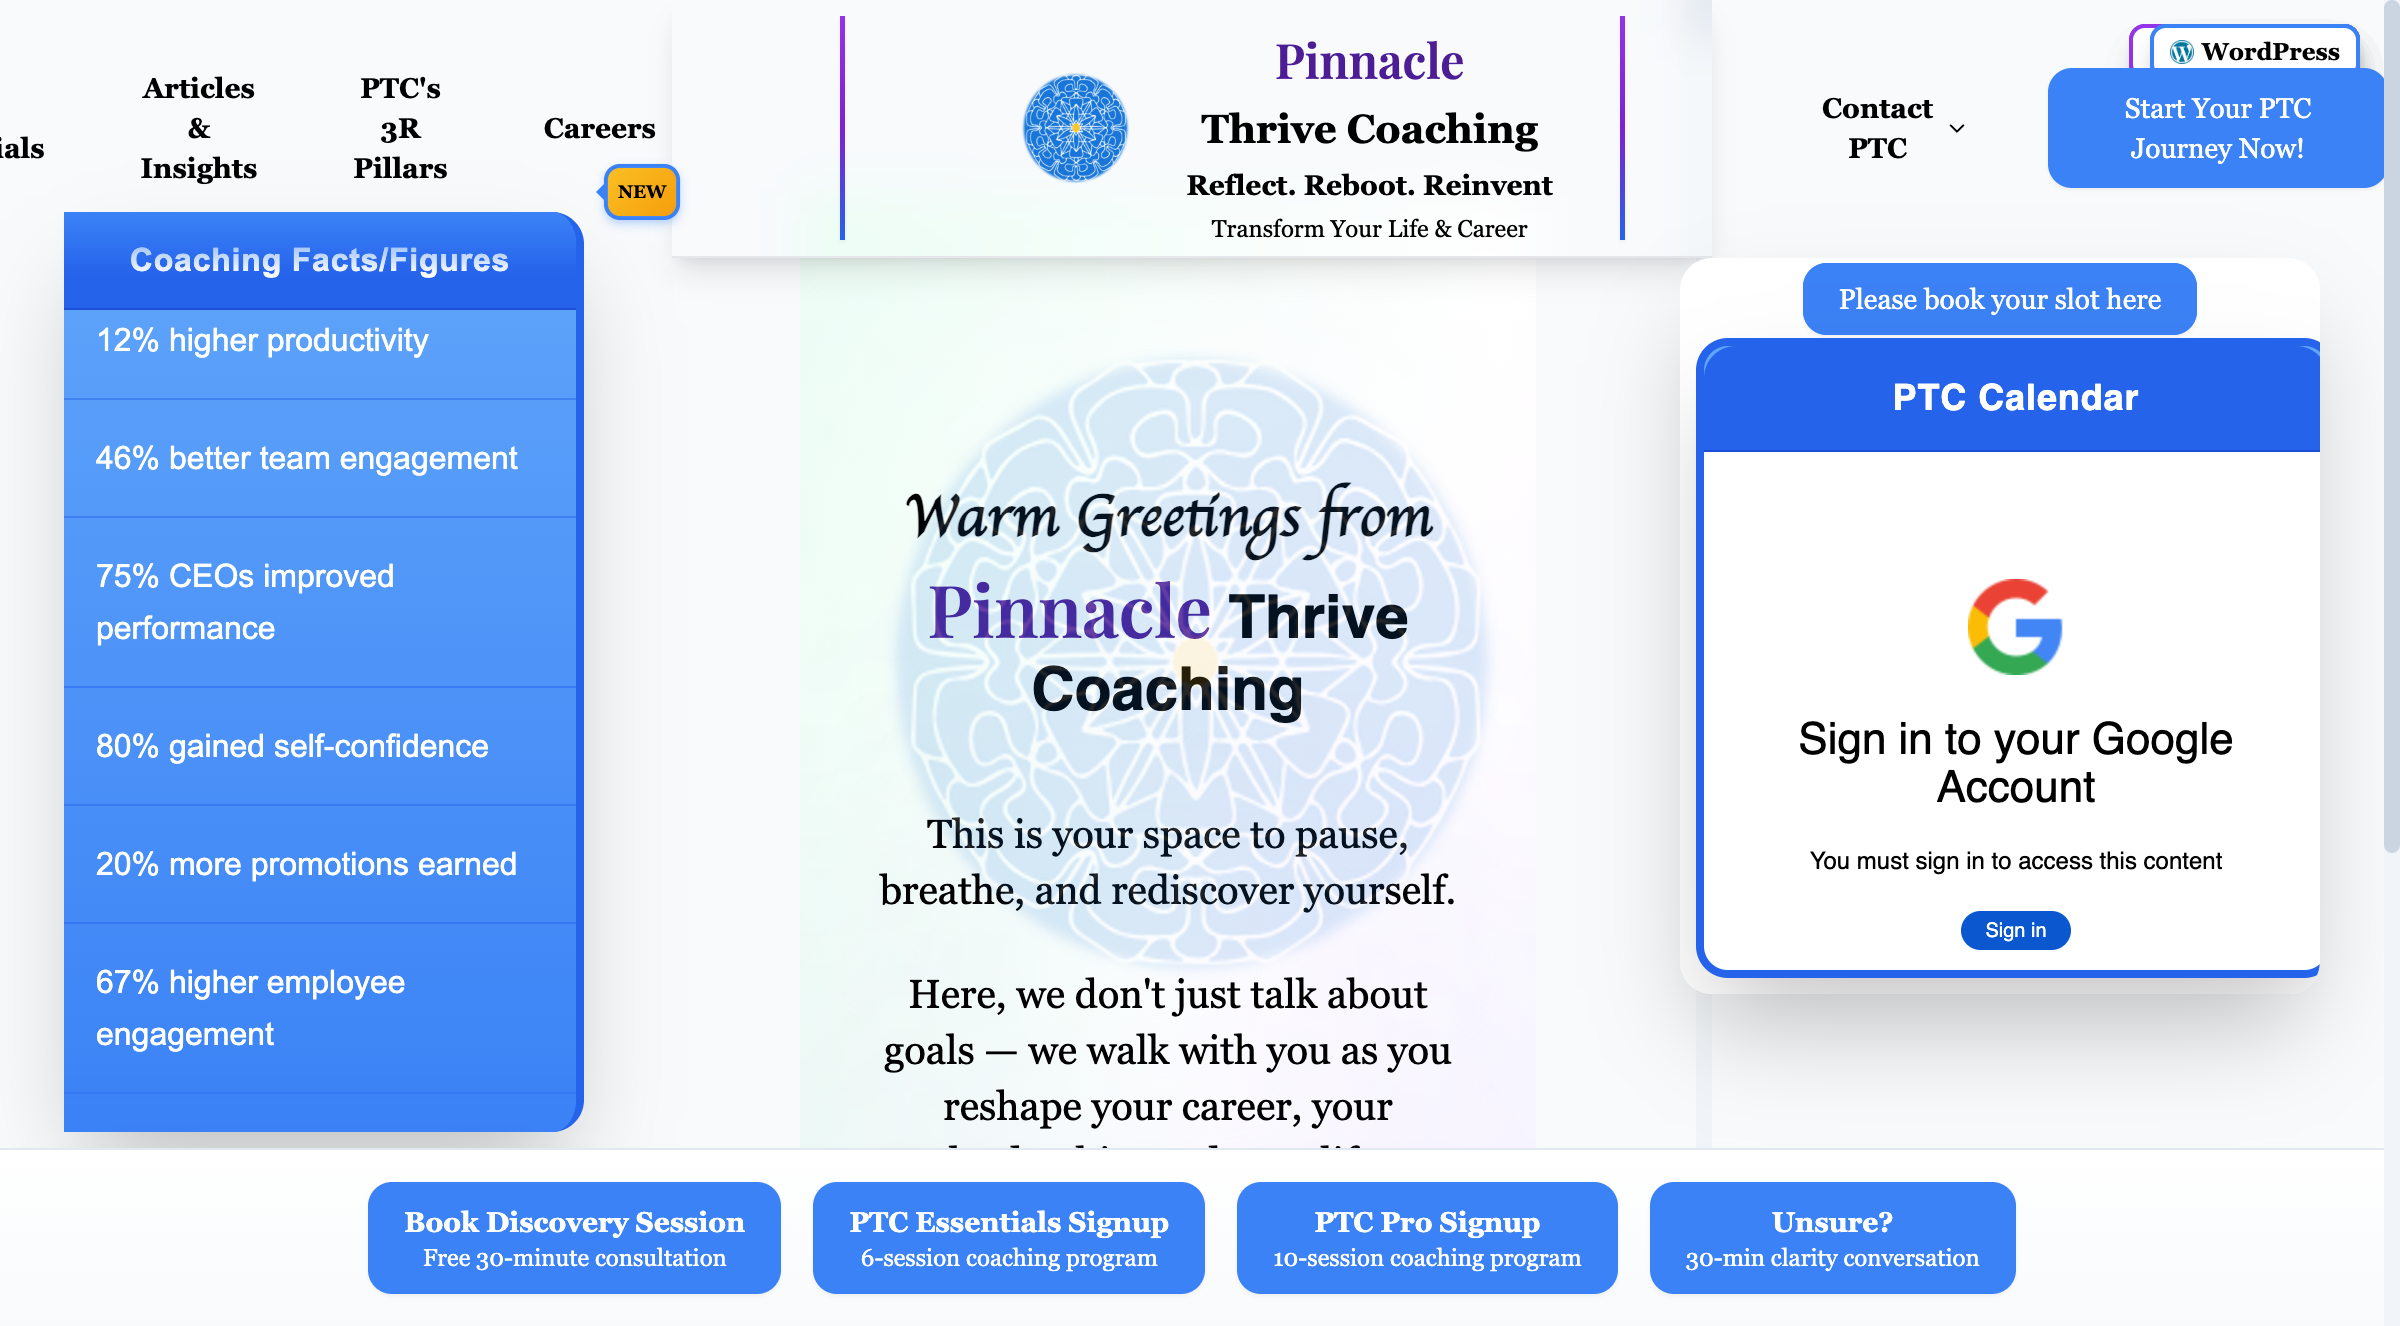 ials
Articles
&
Insights
PTC's
3R
Pillars
Careers
NEW
Pinnacle
Thrive Coaching
Reflect. Reboot. Reinvent
Transform Your Life & Career
Contact
PTC
WordPress
Start Your PTC
Journey Now!
Coaching Facts/Figures
12% higher productivity
46% better team engagement
75% CEOs improved
performance
80% gained self-confidence
20% more promotions earned
67% higher employee
engagement
Warm Greetings from
Pinnacle Thrive
Coaching
This is your space to pause,
breathe, and rediscover yourself.
Here, we don't just talk about
goals — we walk with you as you
reshape your career, your
Please book your slot here
PTC Calendar
Sign in to your Google
Account
You must sign in to access this content
Sign in
Book Discovery Session
Free 30-minute consultation
PTC Essentials Signup
6-session coaching program
PTC Pro Signup
10-session coaching program
Unsure?
30-min clarity conversation